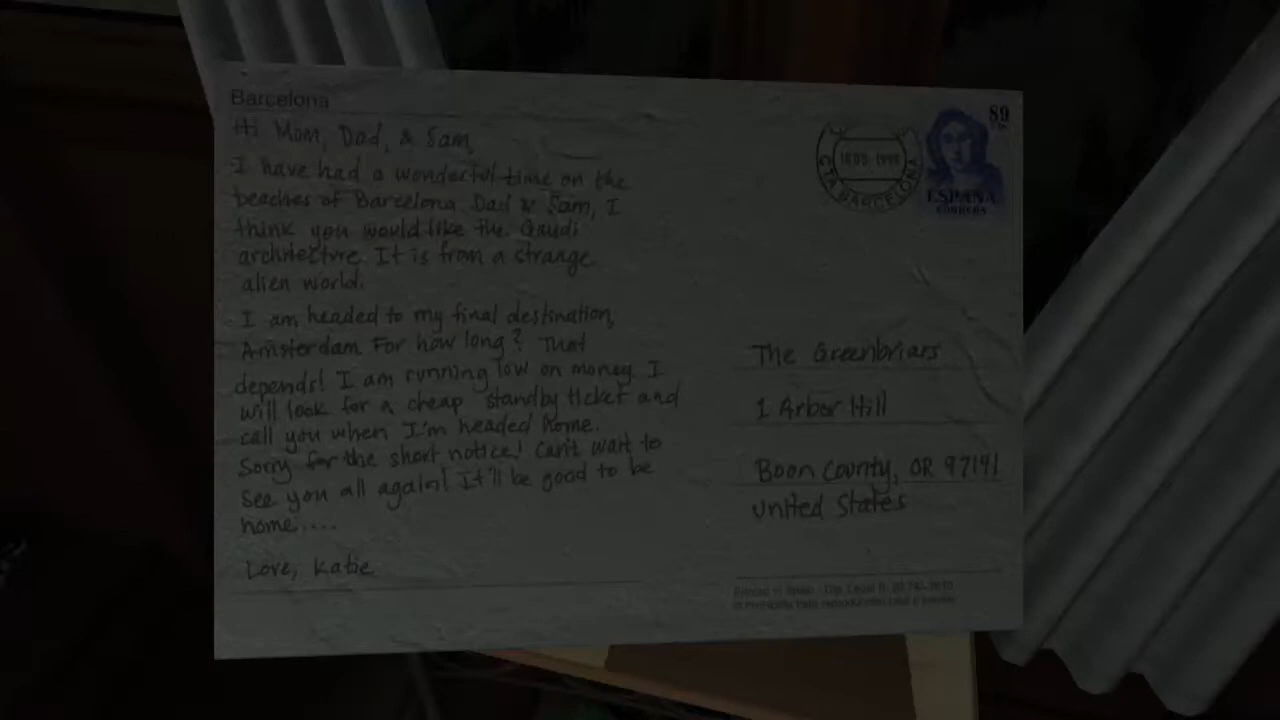 Barcelona
Hi Mom, Dad, & Sam,
I have had a wonderful time on the
beaches of Barcelona. Dad & Sam, I
think you would like the Gaudi
architecture. It is from a strange
alien world.
I am headed to my final destination,
Amsterdam. For how long? That
depends! I am running low on money. I
will look for a cheap standby ticket and
call you when I'm headed home.
Sorry for the short notice! Can't wait to
see you all again! It'll be good to be
home....
Love, Katie
89
BARCELONA
ESPAÑA
CORREOS
The Greenbriars
1 Arbor Hill
Boon County, OR 97141
United States